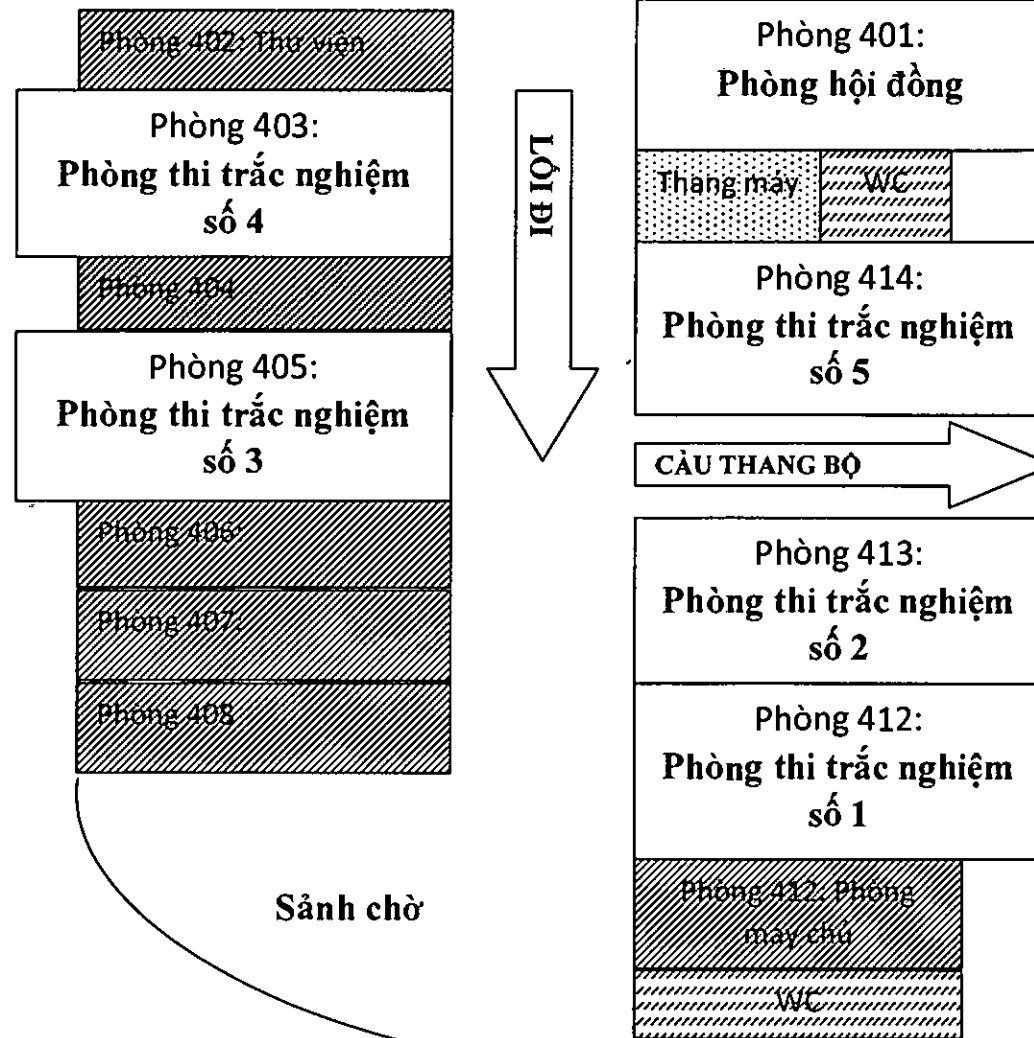 Phòng 402: Thư viện
Phòng 403:
Phòng thi trắc nghiệm
số 4
Phòng 404
Phòng 405:
Phòng thi trắc nghiệm
số 3
Phòng 406:
Phòng 407:
Phòng 408
Sảnh chờ
LỐI ĐI
Phòng 401:
Phòng hội đồng
Thang máy
WC
Phòng 414:
Phòng thi trắc nghiệm
số 5
CẦU THANG BỘ
Phòng 413:
Phòng thi trắc nghiệm
số 2
Phòng 412:
Phòng thi trắc nghiệm
số 1
Phòng 412: Phòng
máy chủ
WC